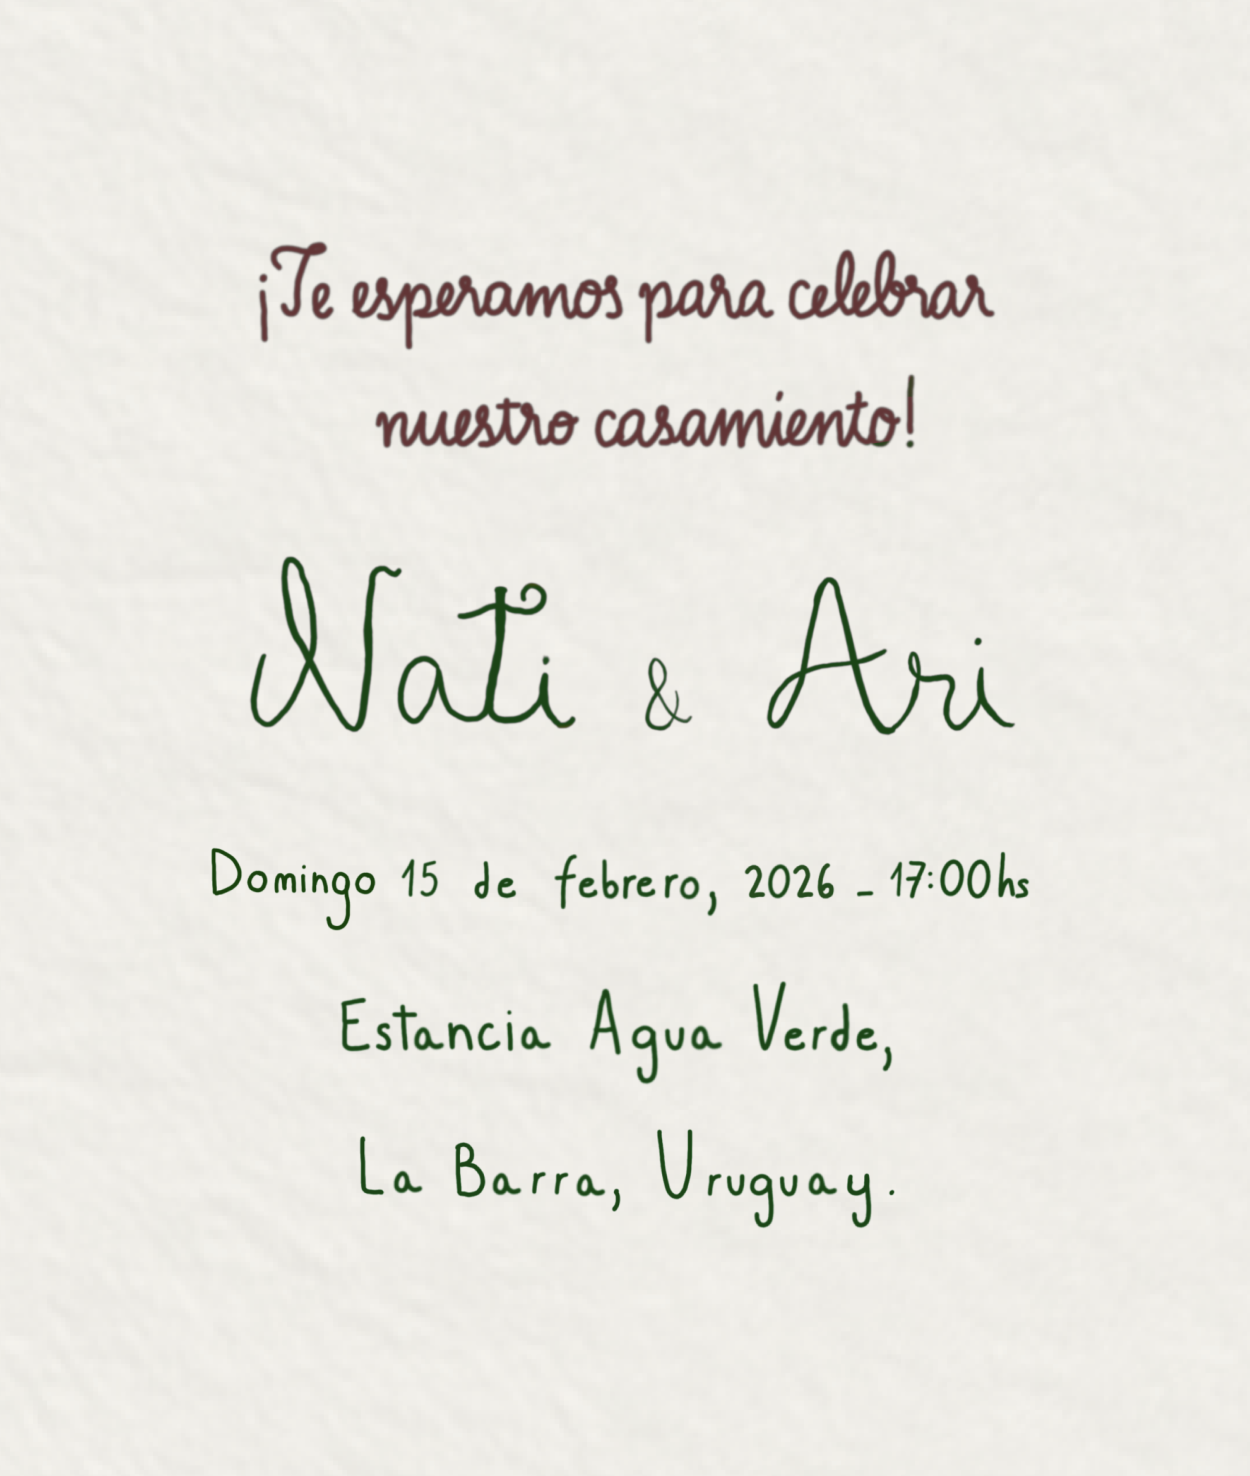 ¡Te esperamos para celebrar
nuestro casamiento!
Nati & Ari
Domingo 15 de febrero, 2026 - 17:00hs
Estancia Agua Verde,
La Barra, Uruguay.